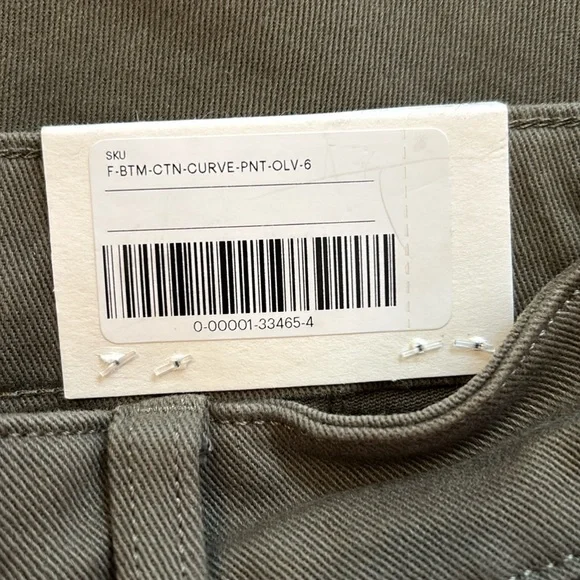 SKU
F-BTM-CTN-CURVE-PNT-OLV-6
0-00001-33465-4